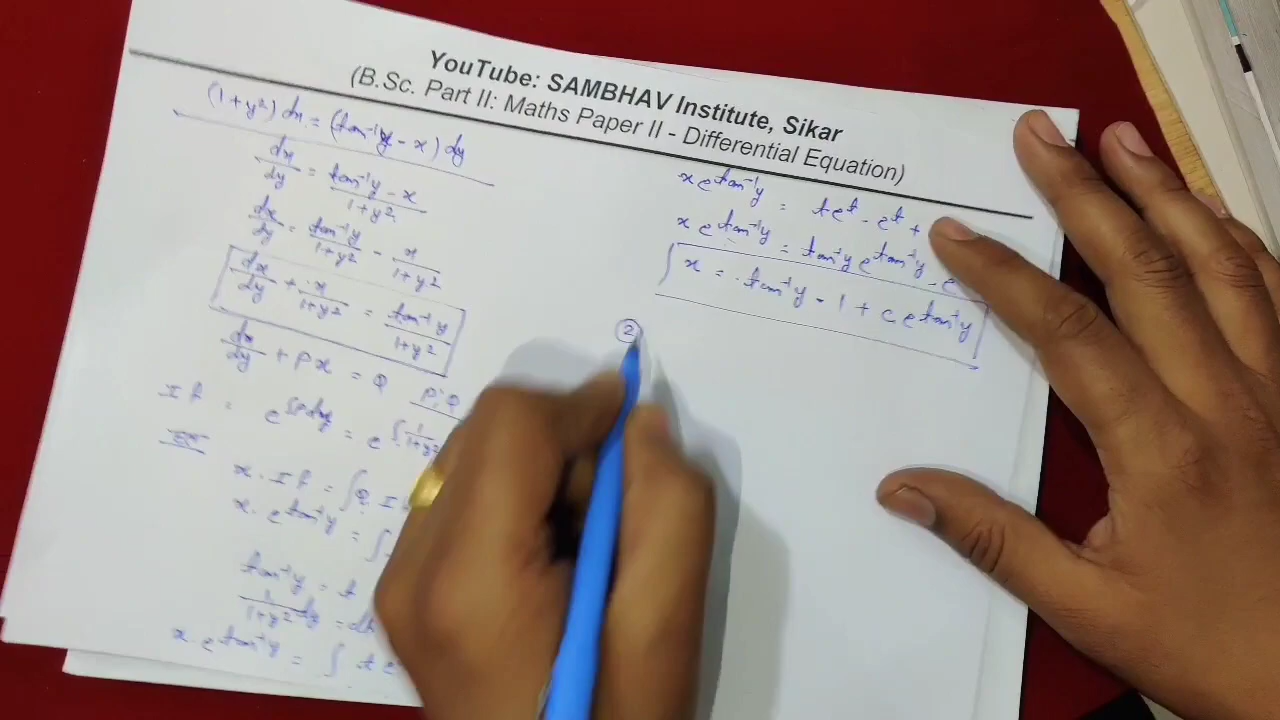 YouTube: SAMBHAV Institute, Sikar
(B.Sc. Part II: Maths Paper II - Differential Equation)
(1+y²) dx = (tan⁻¹y - x) dy
dx/dy = (tan⁻¹y - x)/(1+y²)
dx/dy = tan⁻¹y/(1+y²) - x/(1+y²)
dx/dy + x/(1+y²) = tan⁻¹y/(1+y²)
dx/dy + Px = Q P, Q
If = e^∫Pdy = e^∫ 1/(1+y²)
x. If = ∫Q. I
x. e^tan⁻¹y = ∫
tan⁻¹y = t
1/(1+y²) dy = dt
x e^tan⁻¹y = ∫ t e
x e^tan⁻¹y = te^t - e^t +
x e^tan⁻¹y = tan⁻¹y e^tan⁻¹y - e
x = tan⁻¹y - 1 + c e^tan⁻¹y
2